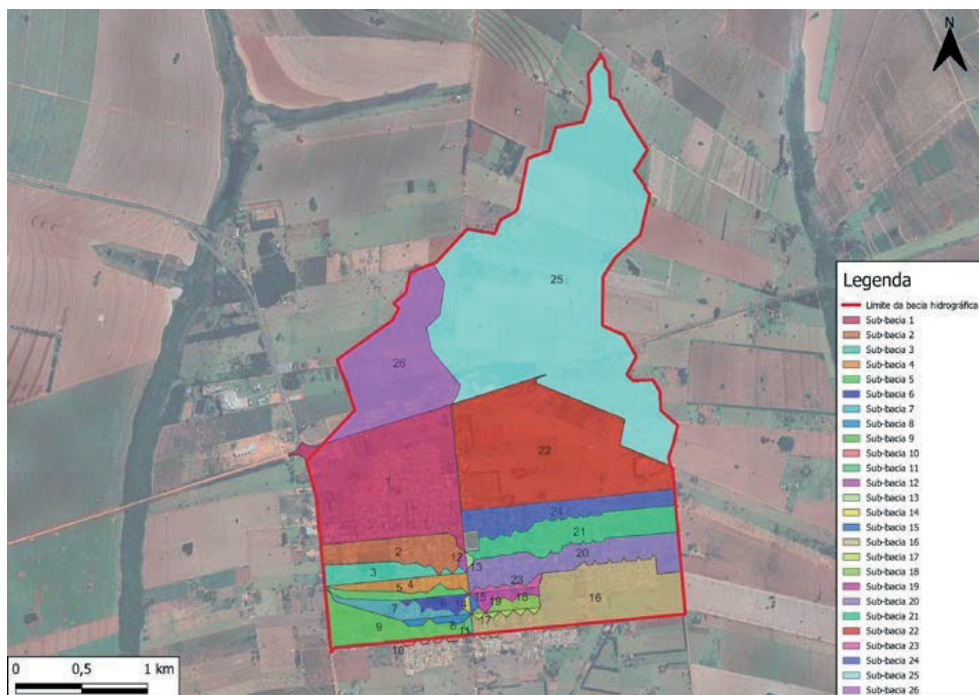 N
25
26
22
1
24
21
2
12
13
20
3
4
23
5
15
18
16
6
14
19
7
17
8
9
11
10
0 0,5 1 km
Legenda
Límite da bacia hidrográfica
Sub-bacia 1
Sub-bacia 2
Sub-bacia 3
Sub-bacia 4
Sub-bacia 5
Sub-bacia 6
Sub-bacia 7
Sub-bacia 8
Sub-bacia 9
Sub-bacia 10
Sub-bacia 11
Sub-bacia 12
Sub-bacia 13
Sub-bacia 14
Sub-bacia 15
Sub-bacia 16
Sub-bacia 17
Sub-bacia 18
Sub-bacia 19
Sub-bacia 20
Sub-bacia 21
Sub-bacia 22
Sub-bacia 23
Sub-bacia 24
Sub-bacia 25
Sub-bacia 26